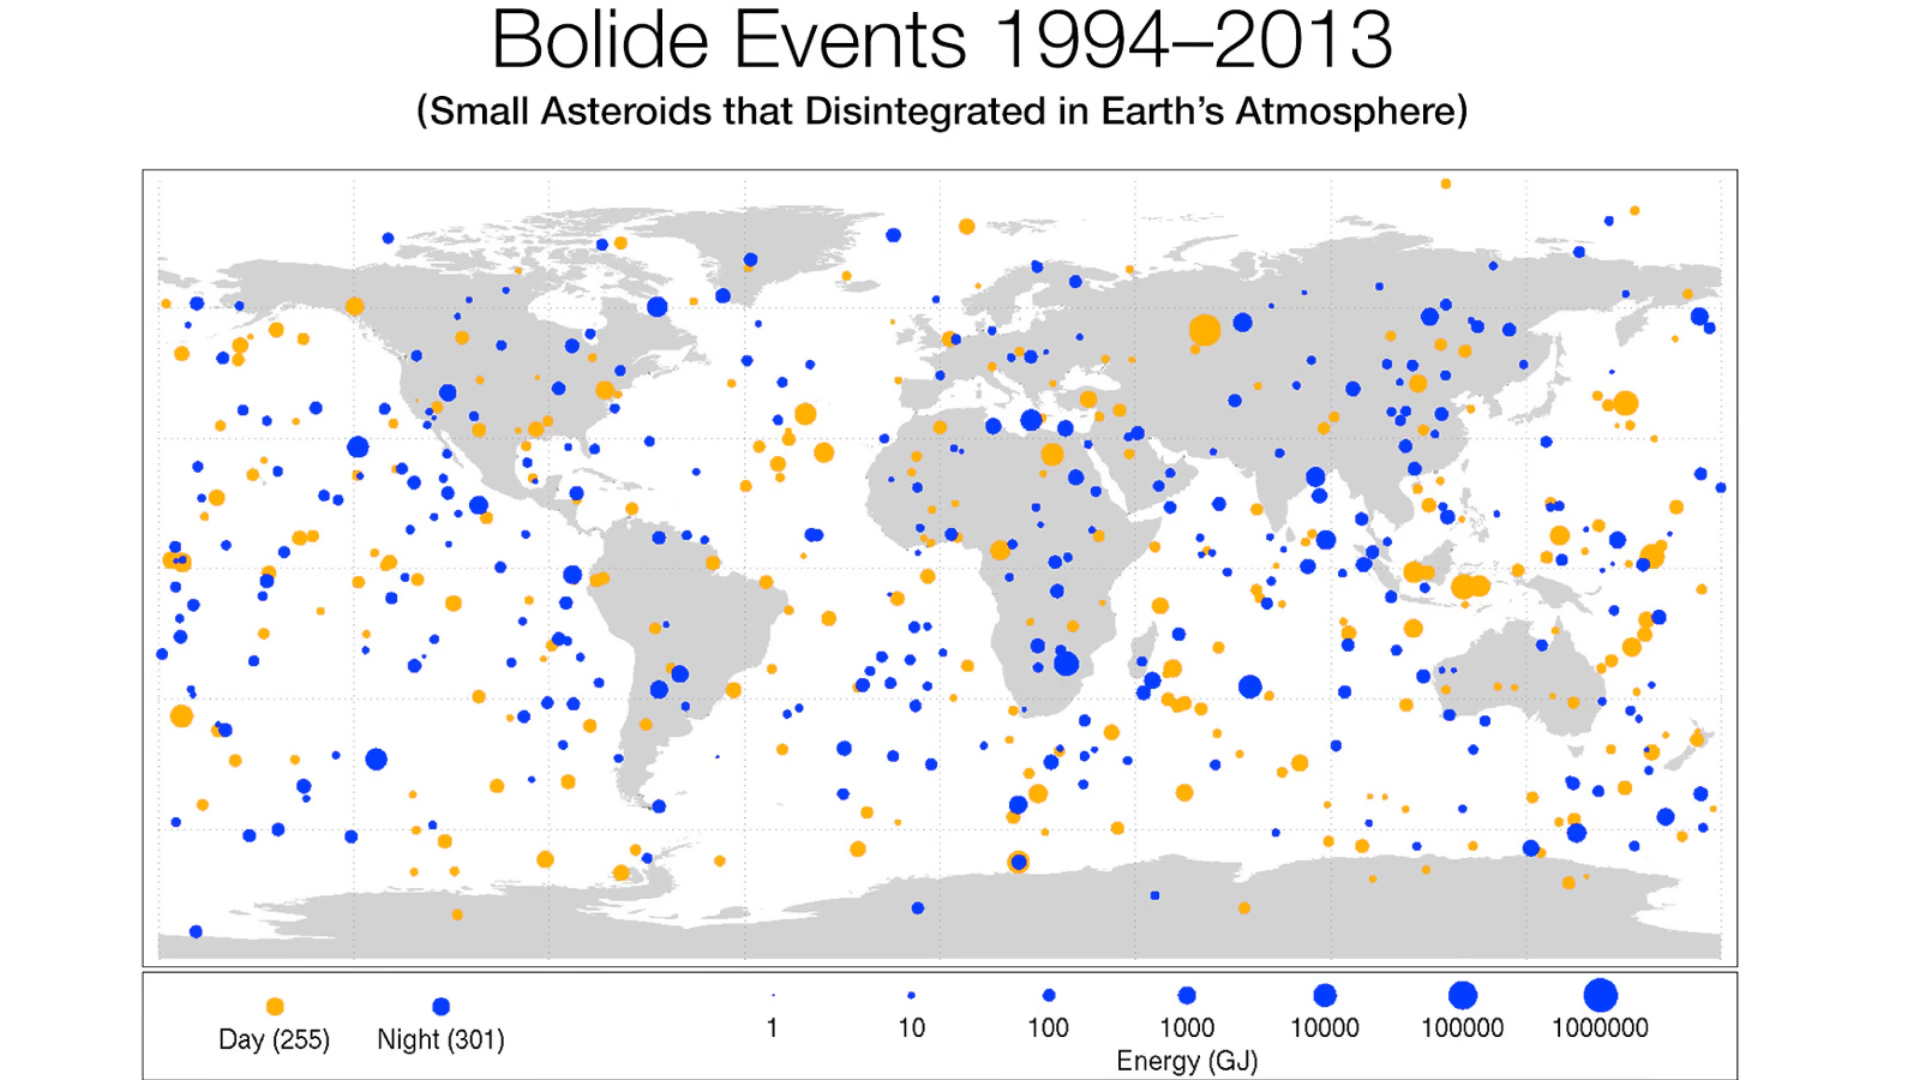 Bolide Events 1994–2013
(Small Asteroids that Disintegrated in Earth's Atmosphere)
Day (255) Night (301)
1 10 100 1000 10000 100000 1000000
Energy (GJ)